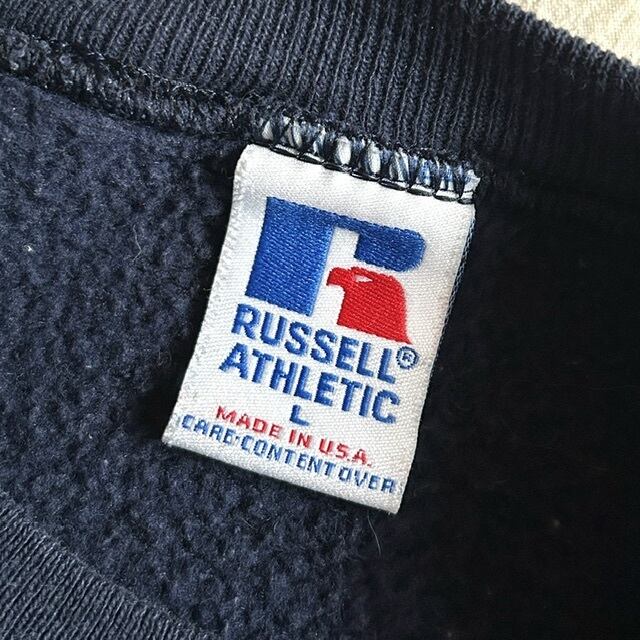 RUSSELL®
ATHLETIC
L
MADE IN U.S.A.
CARE·CONTENT OVER